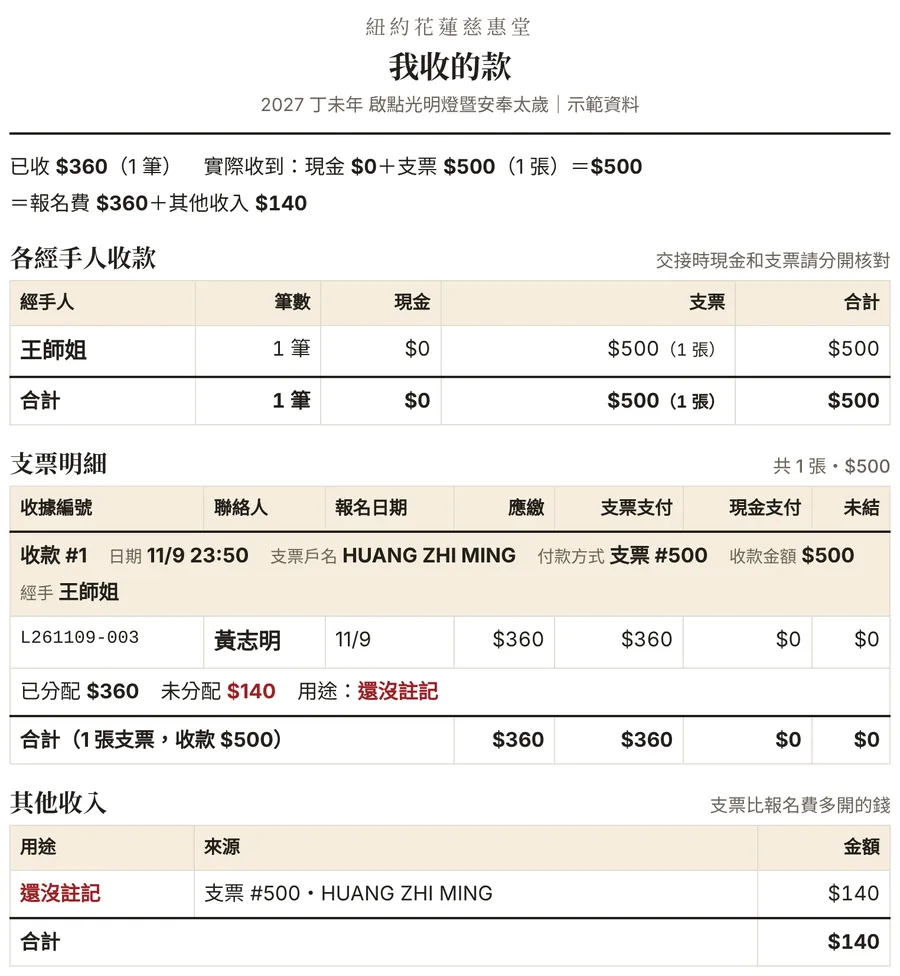 紐約花蓮慈惠堂
我收的款
2027 丁未年 啟點光明燈暨安奉太歲｜示範資料
已收 $360（1 筆） 實際收到：現金 $0＋支票 $500（1 張）＝$500
＝報名費 $360＋其他收入 $140
各經手人收款 交接時現金和支票請分開核對
經手人 筆數 現金 支票 合計
王師姐 1 筆 $0 $500（1 張） $500
合計 1 筆 $0 $500（1 張） $500
支票明細 共 1 張・$500
收據編號 聯絡人 報名日期 應繳 支票支付 現金支付 未結
收款 #1 日期 11/9 23:50 支票戶名 HUANG ZHI MING 付款方式 支票 #500 收款金額 $500
經手 王師姐
L261109-003 黃志明 11/9 $360 $360 $0 $0
已分配 $360 未分配 $140 用途：還沒註記
合計（1 張支票，收款 $500） $360 $360 $0 $0
其他收入 支票比報名費多開的錢
用途 來源 金額
還沒註記 支票 #500・HUANG ZHI MING $140
合計 $140